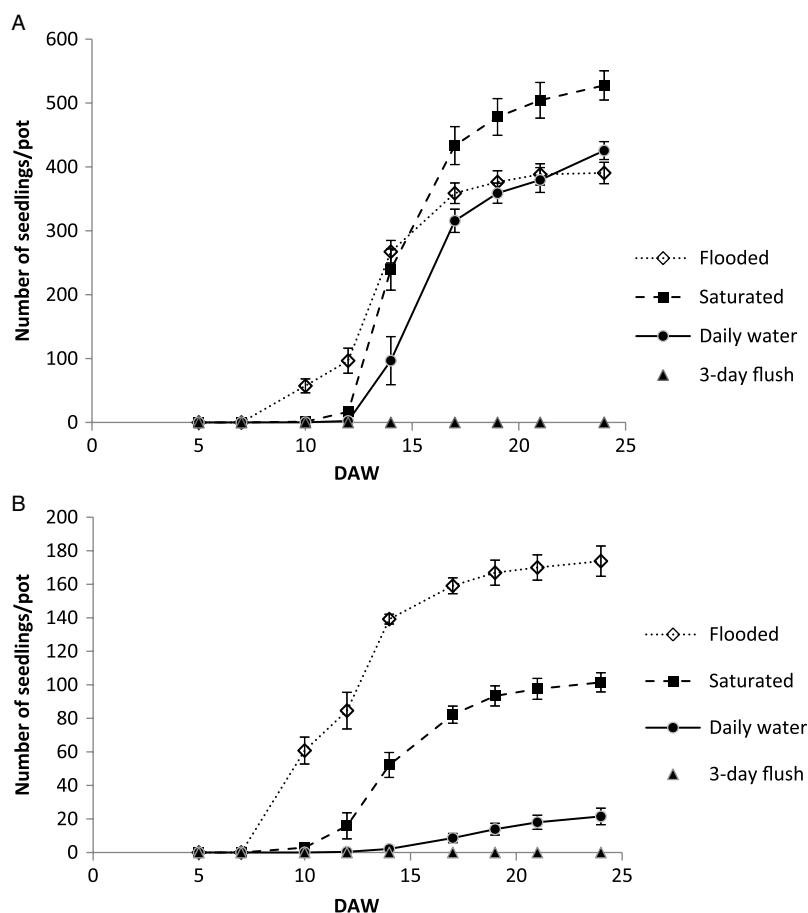 A
Number of seedlings/pot
600
500
400
300
200
100
0
0 5 10 15 20 25
DAW
Flooded
Saturated
Daily water
3-day flush
B
Number of seedlings/pot
200
180
160
140
120
100
80
60
40
20
0
0 5 10 15 20 25
DAW
Flooded
Saturated
Daily water
3-day flush